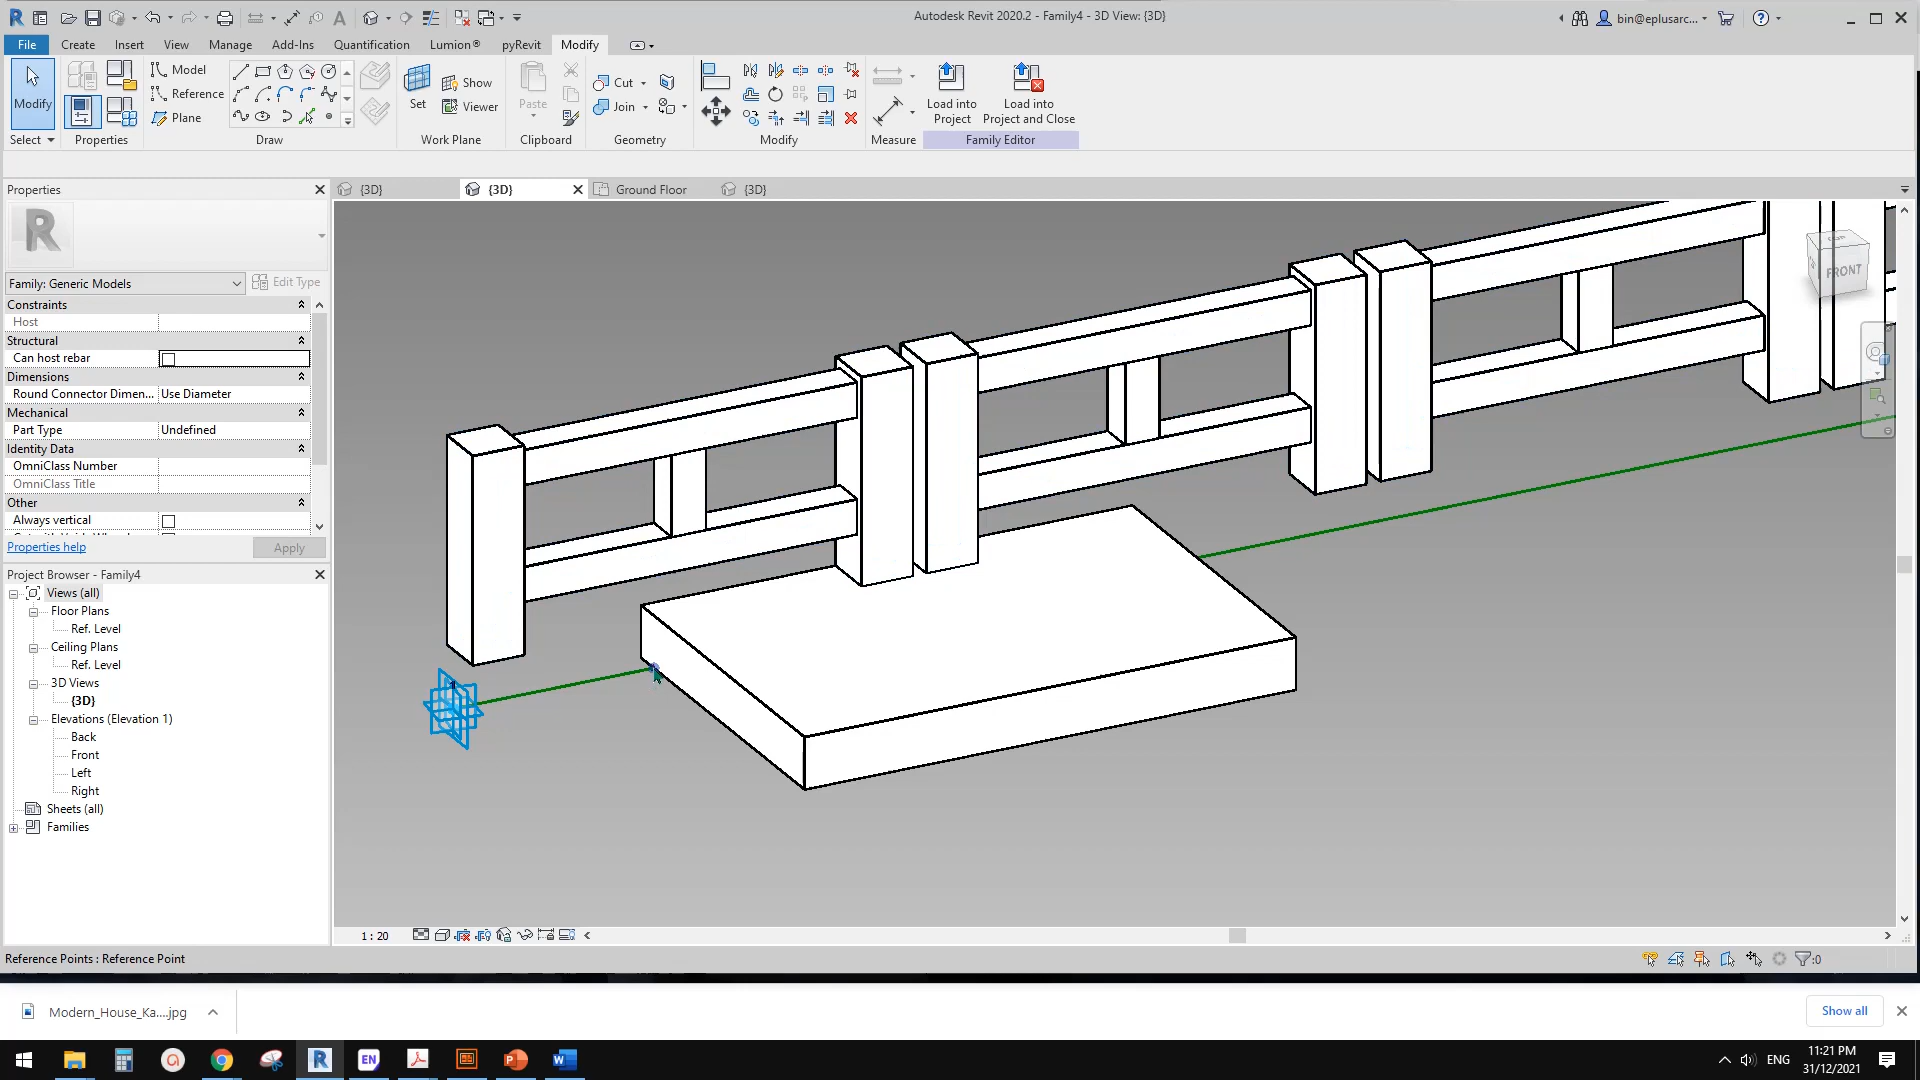 Autodesk Revit 2020.2 - Family4 - 3D View: {3D}
bin@eplusarc...
File
Create
Insert
View
Manage
Add-Ins
Quantification
Lumion®
pyRevit
Modify
Modify
Model
Reference
Plane
Set
Show
Viewer
Paste
Cut
Join
Load into
Project
Load into
Project and Close
Select
Properties
Draw
Work Plane
Clipboard
Geometry
Modify
Measure
Family Editor
Properties
{3D}
{3D}
Ground Floor
{3D}
Family: Generic Models
Edit Type
Constraints
Host
Structural
Can host rebar
Dimensions
Round Connector Dimen... Use Diameter
Mechanical
Part Type Undefined
Identity Data
OmniClass Number
OmniClass Title
Other
Always vertical
Properties help
Apply
Project Browser - Family4
Views (all)
Floor Plans
Ref. Level
Ceiling Plans
Ref. Level
3D Views
{3D}
Elevations (Elevation 1)
Back
Front
Left
Right
Sheets (all)
Families
FRONT
1 : 20
Reference Points : Reference Point
:0
Modern_House_Ka....jpg
Show all
EN
ENG
11:21 PM
31/12/2021